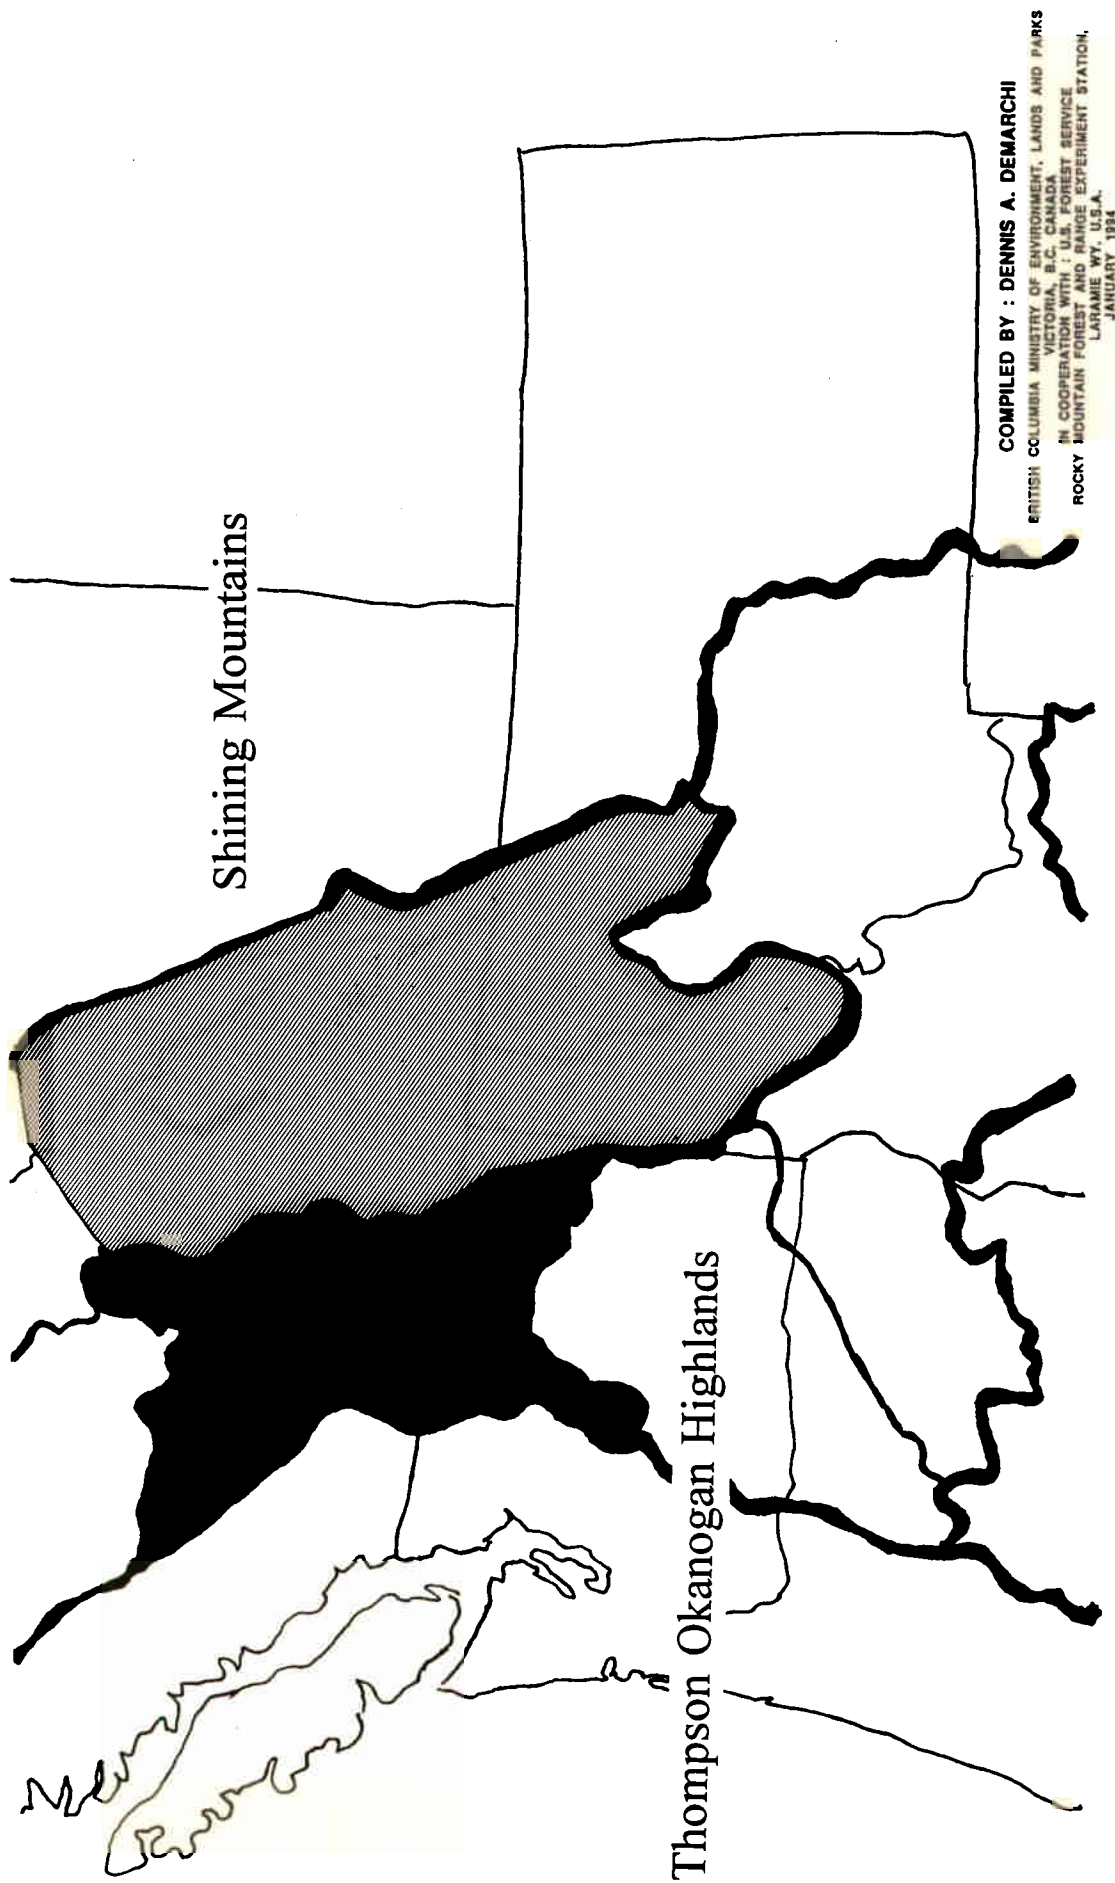 Shining Mountains
Thompson Okanogan Highlands
COMPILED BY : DENNIS A. DEMARCHI
BRITISH COLUMBIA MINISTRY OF ENVIRONMENT, LANDS AND PARKS
VICTORIA, B.C. CANADA
IN COOPERATION WITH : U.S. FOREST SERVICE
ROCKY MOUNTAIN FOREST AND RANGE EXPERIMENT STATION,
LARAMIE WY. U.S.A.
JANUARY 1994